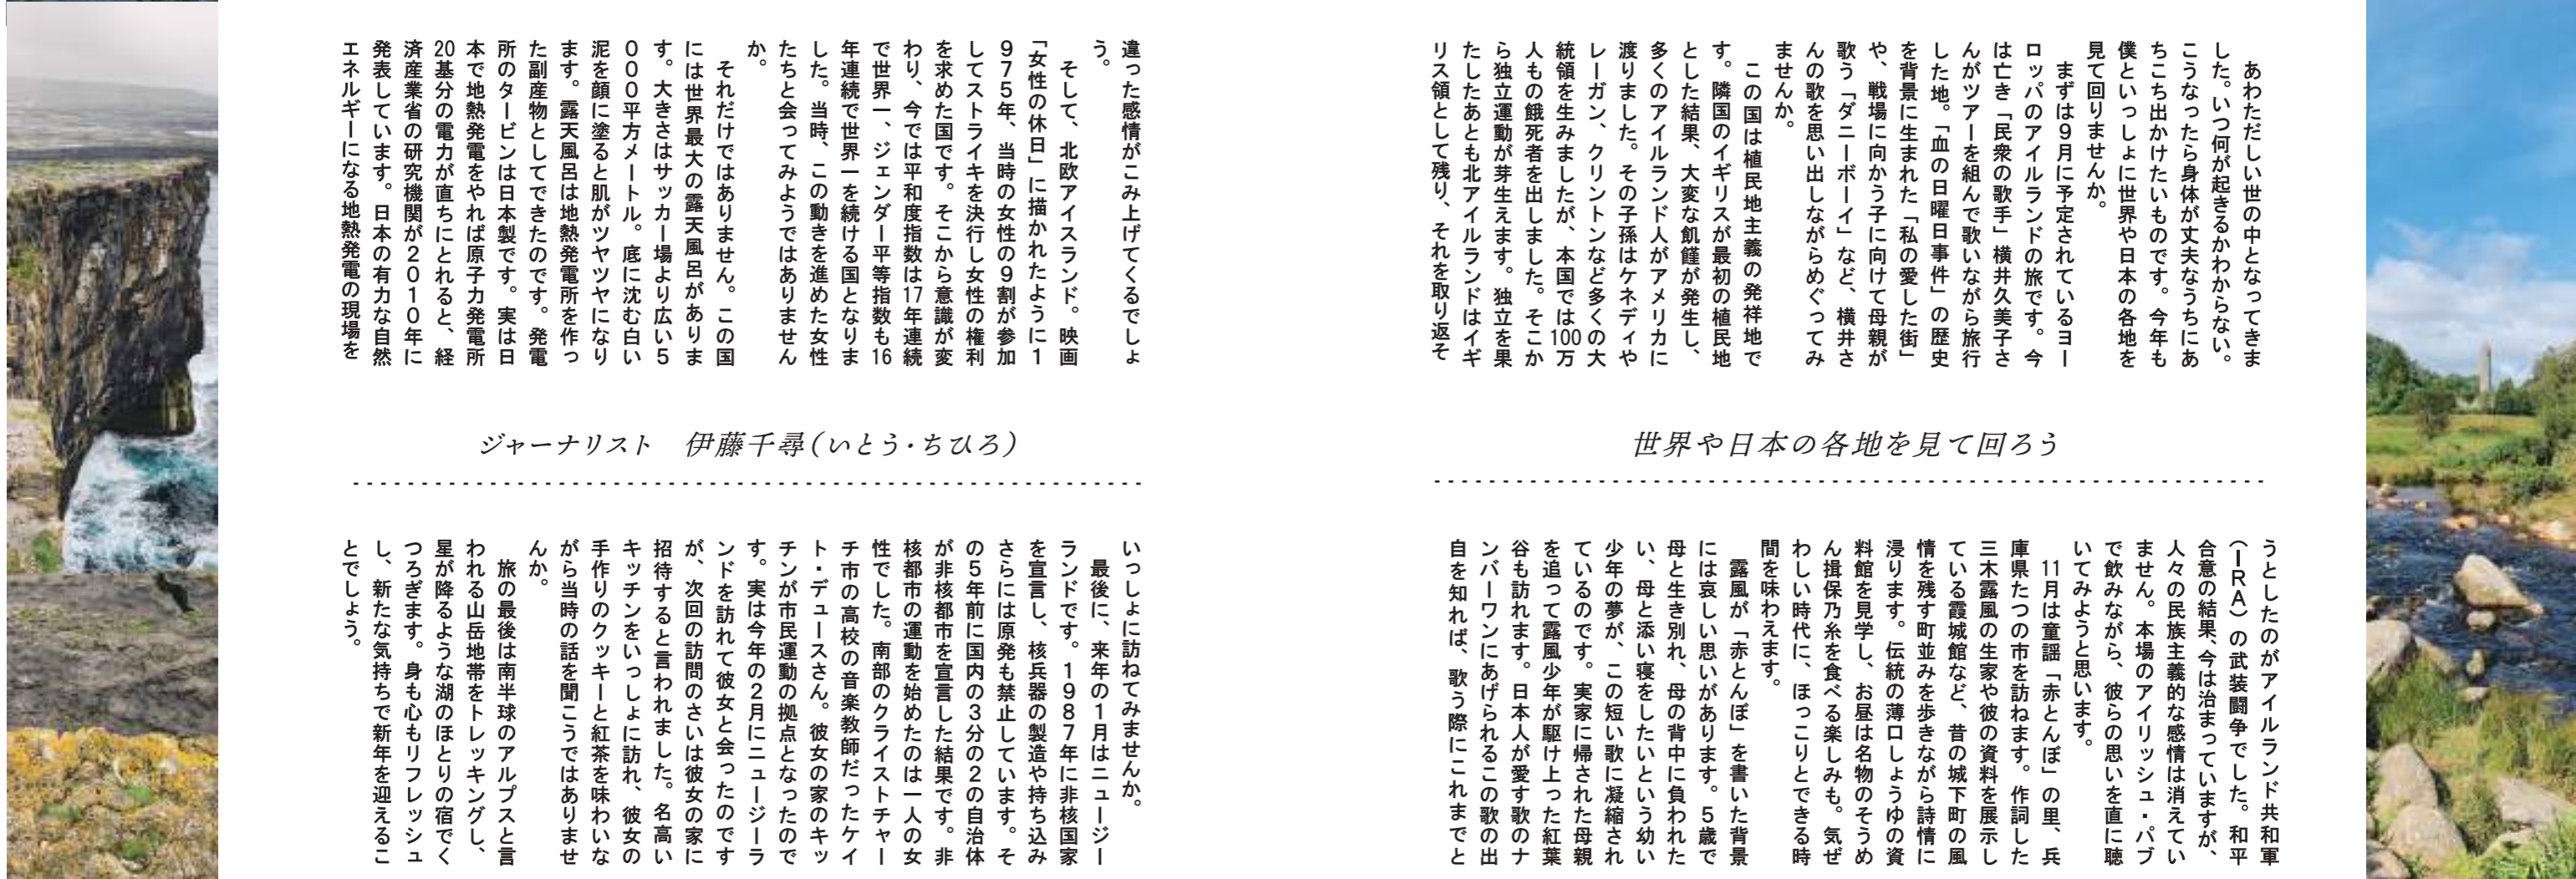 世界や日本の各地を見て回ろう
ジャーナリスト　伊藤千尋(いとう・ちひろ)
　あわただしい世の中となってきま
した。いつ何が起きるかわからない。
こうなったら身体が丈夫なうちにあ
ちこち出かけたいものです。今年も
僕といっしょに世界や日本の各地を
見て回りませんか。
　まずは9月に予定されているヨー
ロッパのアイルランドの旅です。今
は亡き「民衆の歌手」横井久美子さ
んがツアーを組んで歌いながら旅行
した地。「血の日曜日事件」の歴史
を背景に生まれた「私の愛した街」
や、戦場に向かう子に向けて母親が
歌う「ダニーボーイ」など、横井さ
んの歌を思い出しながらめぐってみ
ませんか。
　この国は植民地主義の発祥地で
す。隣国のイギリスが最初の植民地
とした結果、大変な飢饉が発生し、
多くのアイルランド人がアメリカに
渡りました。その子孫はケネディや
レーガン、クリントンなど多くの大
統領を生みましたが、本国では100万
人もの餓死者を出しました。そこか
ら独立運動が芽生えます。独立を果
たしたあとも北アイルランドはイギ
リス領として残り、それを取り返そ
うとしたのがアイルランド共和軍
(IRA)の武装闘争でした。和平
合意の結果、今は治まっていますが、
人々の民族主義的な感情は消えてい
ません。本場のアイリッシュ・パブ
で飲みながら、彼らの思いを直に聴
いてみようと思います。
　11月は童謡「赤とんぼ」の里、兵
庫県たつの市を訪ねます。作詞した
三木露風の生家や彼の資料を展示し
ている霞城館など、昔の城下町の風
情を残す町並みを歩きながら詩情に
浸ります。伝統の薄口しょうゆの資
料館を見学し、お昼は名物のそうめ
ん揖保乃糸を食べる楽しみも。気ぜ
わしい時代に、ほっこりとできる時
間を味わえます。
　露風が「赤とんぼ」を書いた背景
には哀しい思いがあります。5歳で
母と生き別れ、母の背中に負われた
い、母と添い寝をしたいという幼い
少年の夢が、この短い歌に凝縮され
ているのです。実家に帰された母親
を追って露風少年が駆け上った紅葉
谷も訪れます。日本人が愛す歌のナ
ンバーワンにあげられるこの歌の出
自を知れば、歌う際にこれまでと
違った感情がこみ上げてくるでしょ
う。
　そして、北欧アイスランド。映画
「女性の休日」に描かれたように1
975年、当時の女性の9割が参加
してストライキを決行し女性の権利
を求めた国です。そこから意識が変
わり、今では平和度指数は17年連続
で世界一、ジェンダー平等指数も16
年連続で世界一を続ける国となりま
した。当時、この動きを進めた女性
たちと会ってみようではありません
か。
　それだけではありません。この国
には世界最大の露天風呂がありま
す。大きさはサッカー場より広い5
000平方メートル。底に沈む白い
泥を顔に塗ると肌がツヤツヤになり
ます。露天風呂は地熱発電所を作っ
た副産物としてできたのです。発電
所のタービンは日本製です。実は日
本で地熱発電をやれば原子力発電所
20基分の電力が直ちにとれると、経
済産業省の研究機関が2010年に
発表しています。日本の有力な自然
エネルギーになる地熱発電の現場を
いっしょに訪ねてみませんか。
　最後に、来年の1月はニュージー
ランドです。1987年に非核国家
を宣言し、核兵器の製造や持ち込み
さらには原発も禁止しています。そ
の5年前に国内の3分の2の自治体
が非核都市を宣言した結果です。非
核都市の運動を始めたのは一人の女
性でした。南部のクライストチャー
チ市の高校の音楽教師だったケイ
ト・デュースさん。彼女の家のキッ
チンが市民運動の拠点となったので
す。実は今年の2月にニュージーラ
ンドを訪れて彼女と会ったのです
が、次回の訪問のさいは彼女の家に
招待すると言われました。名高い
キッチンをいっしょに訪れ、彼女の
手作りのクッキーと紅茶を味わいな
がら当時の話を聞こうではありませ
んか。
　旅の最後は南半球のアルプスと言
われる山岳地帯をトレッキングし、
星が降るような湖のほとりの宿でく
つろぎます。身も心もリフレッシュ
し、新たな気持ちで新年を迎えるこ
とでしょう。